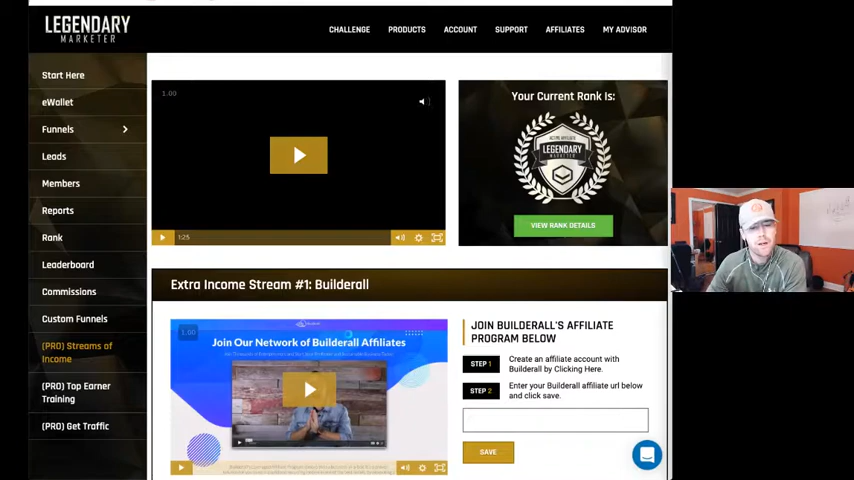 LEGENDARY
MARKETER
CHALLENGE
PRODUCTS
ACCOUNT
SUPPORT
AFFILIATES
MY ADVISOR
Start Here
eWallet
Funnels
Leads
Members
Reports
Rank
Leaderboard
Commissions
Custom Funnels
(PRO) Streams of
Income
(PRO) Top Earner
Training
(PRO) Get Traffic
1.00
1:25
Your Current Rank Is:
LEGENDARY
MARKETER
VIEW RANK DETAILS
Extra Income Stream #1: Builderall
1.00
Join Our Network of Builderall Affiliates
JOIN BUILDERALL'S AFFILIATE
PROGRAM BELOW
STEP 1
Create an affiliate account with
Builderall by Clicking Here.
STEP 2
Enter your Builderall affiliate url below
and click save.
SAVE